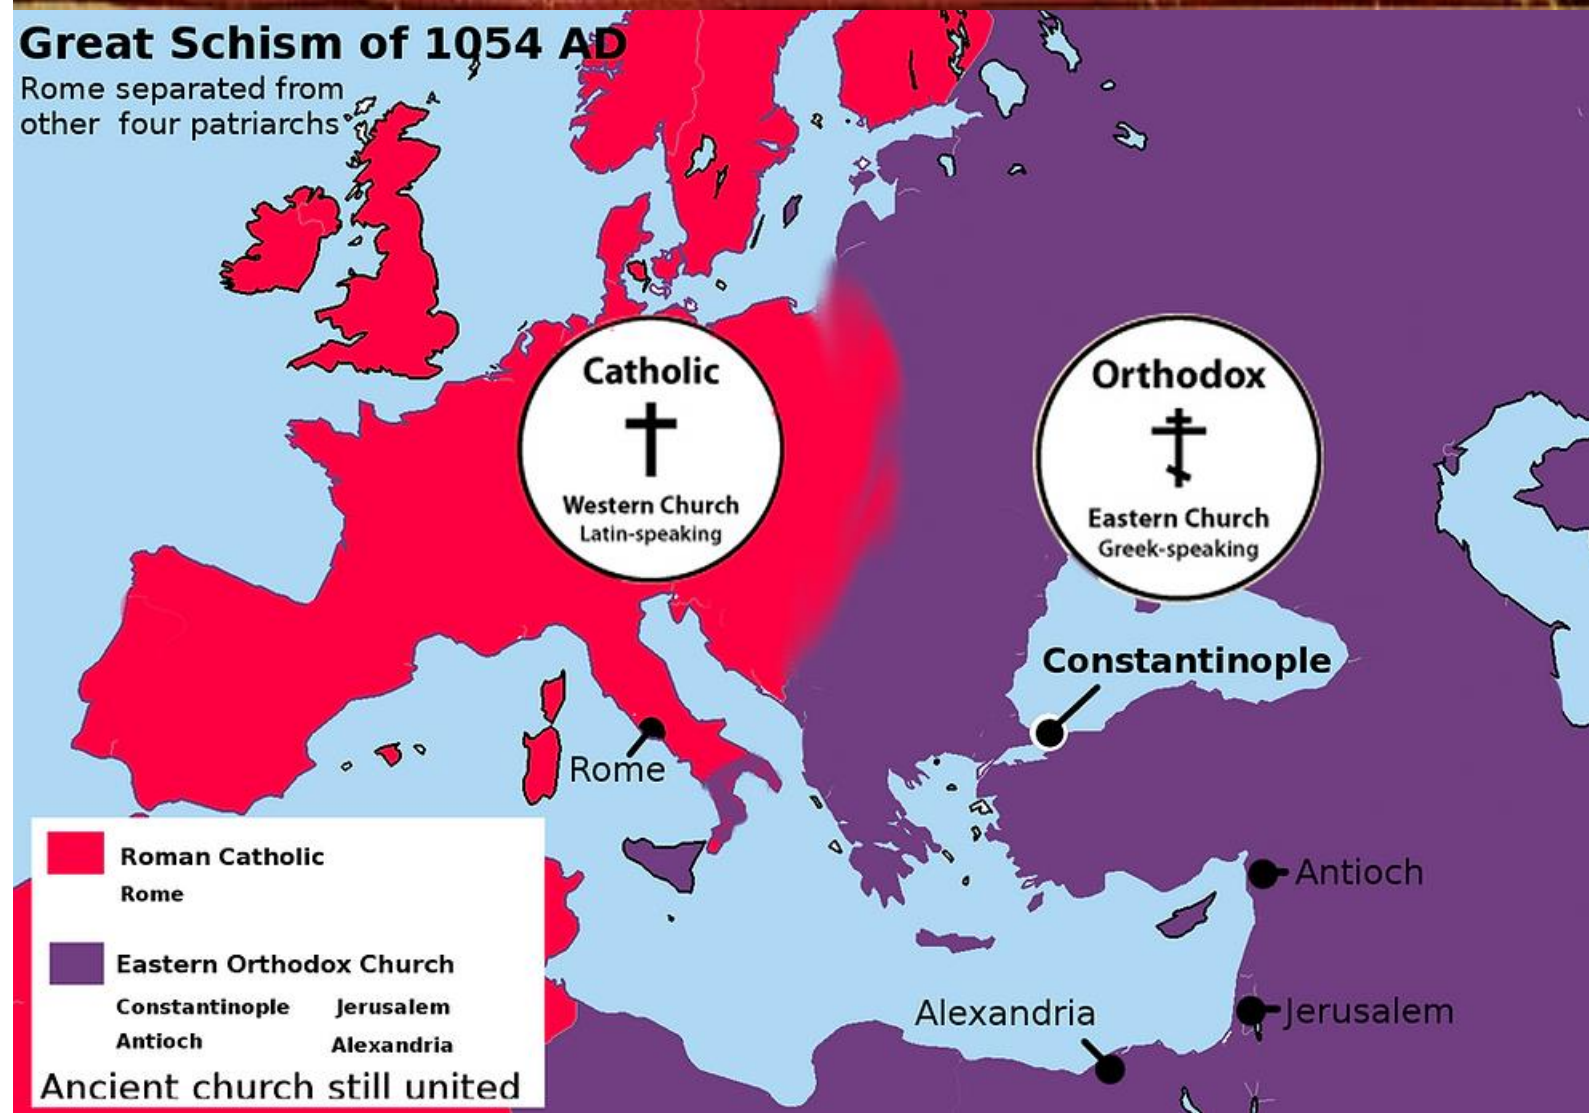 Great Schism of 1054 AD
Rome separated from
other four patriarchs
Catholic
Western Church
Latin-speaking
Orthodox
Eastern Church
Greek-speaking
Constantinople
Rome
Antioch
Alexandria
Jerusalem
Roman Catholic
Rome
Eastern Orthodox Church
Constantinople Jerusalem
Antioch Alexandria
Ancient church still united